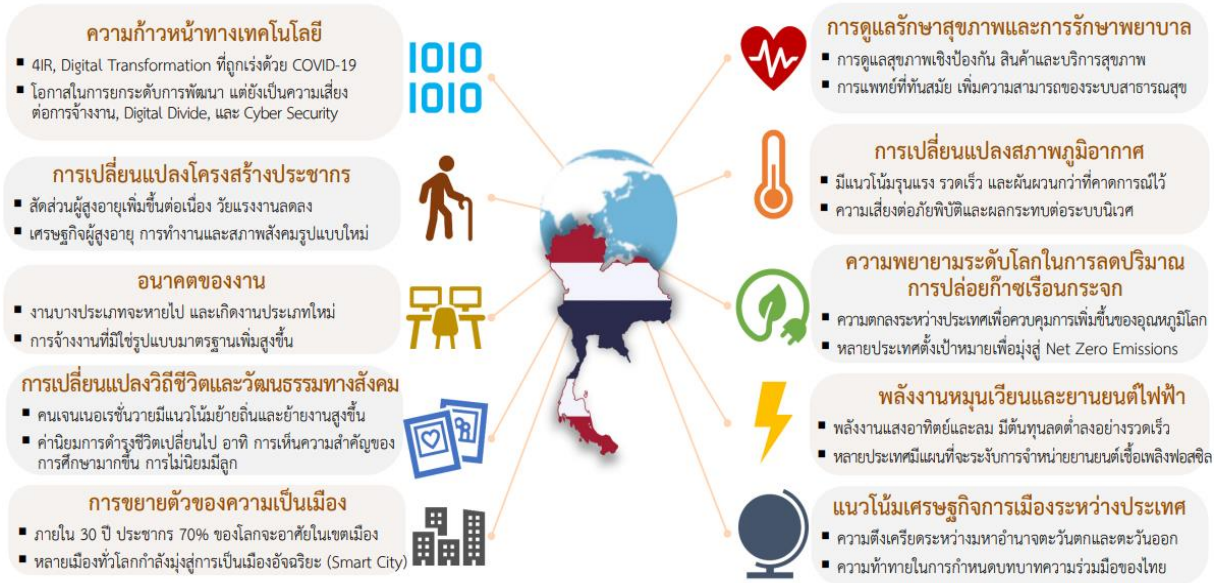 ความก้าวหน้าทางเทคโนโลยี
▪ 4IR, Digital Transformation ที่ถูกเร่งด้วย COVID-19
▪ โอกาสในการยกระดับการพัฒนา แต่ยังเป็นความเสี่ยง
ต่อการจ้างงาน, Digital Divide, และ Cyber Security
1010
1010
การเปลี่ยนแปลงโครงสร้างประชากร
▪ สัดส่วนผู้สูงอายุเพิ่มขึ้นต่อเนื่อง วัยแรงงานลดลง
▪ เศรษฐกิจผู้สูงอายุ การทำงานและสภาพสังคมรูปแบบใหม่
อนาคตของงาน
▪ งานบางประเภทจะหายไป และเกิดงานประเภทใหม่
▪ การจ้างงานที่มิใช่รูปแบบมาตรฐานเพิ่มสูงขึ้น
การเปลี่ยนแปลงวิถีชีวิตและวัฒนธรรมทางสังคม
▪ คนเจนเนอเรชั่นวายมีแนวโน้มย้ายถิ่นและย้ายงานสูงขึ้น
▪ ค่านิยมการดำรงชีวิตเปลี่ยนไป อาทิ การเห็นความสำคัญของ
การศึกษามากขึ้น การไม่นิยมมีลูก
การขยายตัวของความเป็นเมือง
▪ ภายใน 30 ปี ประชากร 70% ของโลกจะอาศัยในเขตเมือง
▪ หลายเมืองทั่วโลกกำลังมุ่งสู่การเป็นเมืองอัจฉริยะ (Smart City)
การดูแลรักษาสุขภาพและการรักษาพยาบาล
▪ การดูแลสุขภาพเชิงป้องกัน สินค้าและบริการสุขภาพ
▪ การแพทย์ที่ทันสมัย เพิ่มความสามารถของระบบสาธารณสุข
การเปลี่ยนแปลงสภาพภูมิอากาศ
▪ มีแนวโน้มรุนแรง รวดเร็ว และผันผวนกว่าที่คาดการณ์ไว้
▪ ความเสี่ยงต่อภัยพิบัติและผลกระทบต่อระบบนิเวศ
ความพยายามระดับโลกในการลดปริมาณ
การปล่อยก๊าซเรือนกระจก
▪ ความตกลงระหว่างประเทศเพื่อควบคุมการเพิ่มขึ้นของอุณหภูมิโลก
▪ หลายประเทศตั้งเป้าหมายเพื่อมุ่งสู่ Net Zero Emissions
พลังงานหมุนเวียนและยานยนต์ไฟฟ้า
▪ พลังงานแสงอาทิตย์และลม มีต้นทุนลดต่ำลงอย่างรวดเร็ว
▪ หลายประเทศมีแผนที่จะระงับการจำหน่ายยานยนต์เชื้อเพลิงฟอสซิล
แนวโน้มเศรษฐกิจการเมืองระหว่างประเทศ
▪ ความตึงเครียดระหว่างมหาอำนาจตะวันตกและตะวันออก
▪ ความท้าทายในการกำหนดบทบาทความร่วมมือของไทย